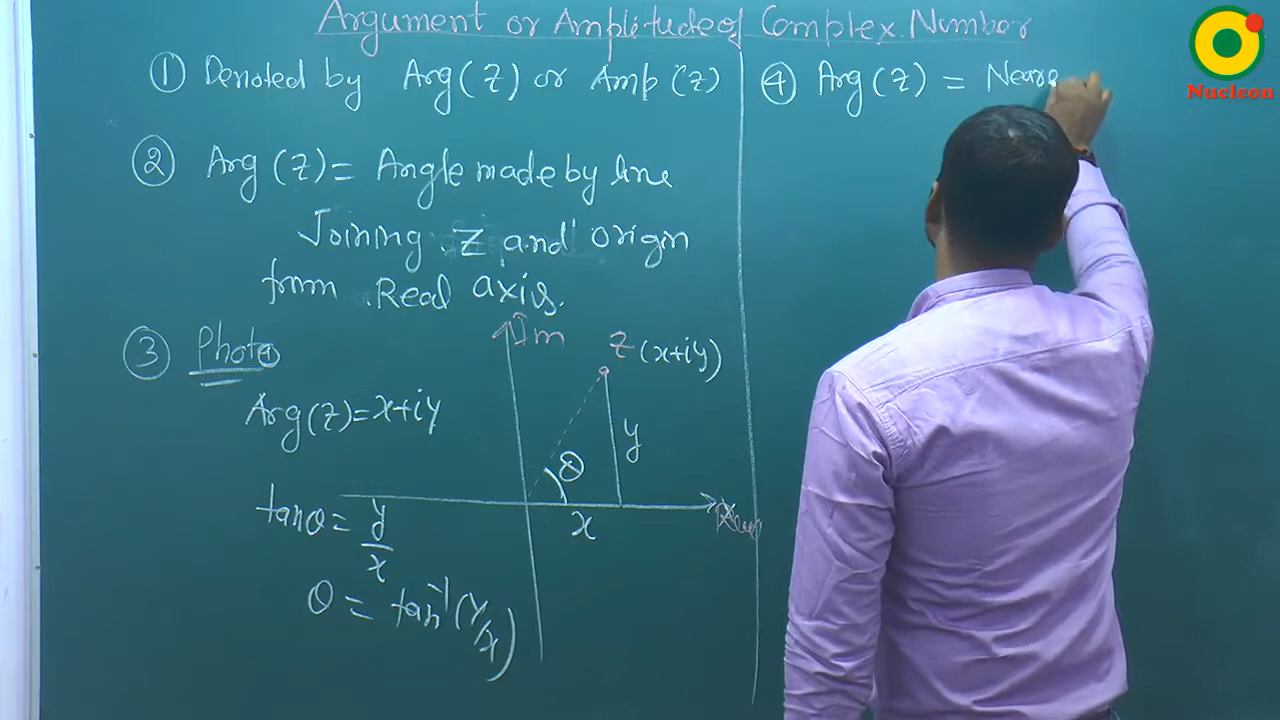 Argument or Amplitude of Complex Number
① Denoted by Arg(z) or Amp(z)
② Arg(z) = Angle made by line
Joining z and origin
from Real axis.
③ Photo
Arg(z) = x+iy
tanθ = y/x
θ = tan⁻¹(y/x)
Im
z (x+iy)
y
θ
x
Real
④ Arg(z) = Neare
Nucleon